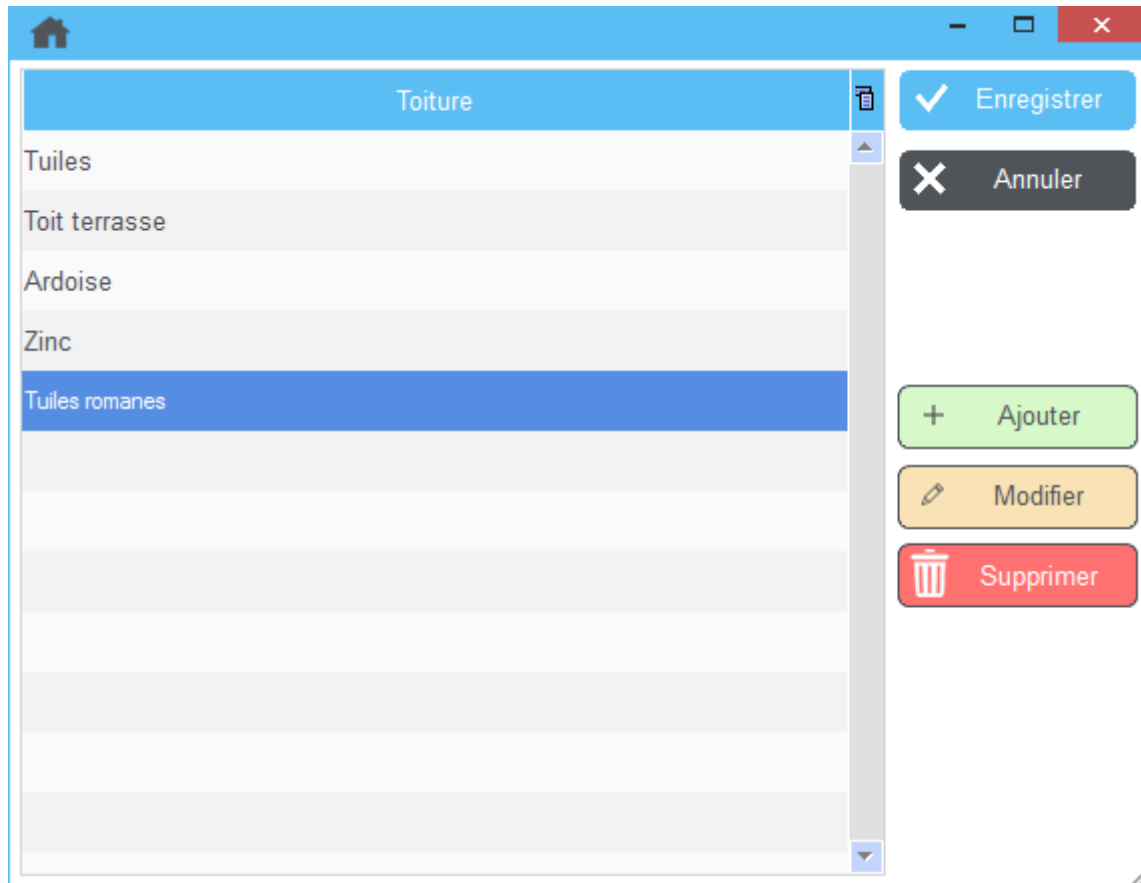 Toiture
Enregistrer
Tuiles
Annuler
Toit terrasse
Ardoise
Zinc
Tuiles romanes
Ajouter
Modifier
Supprimer